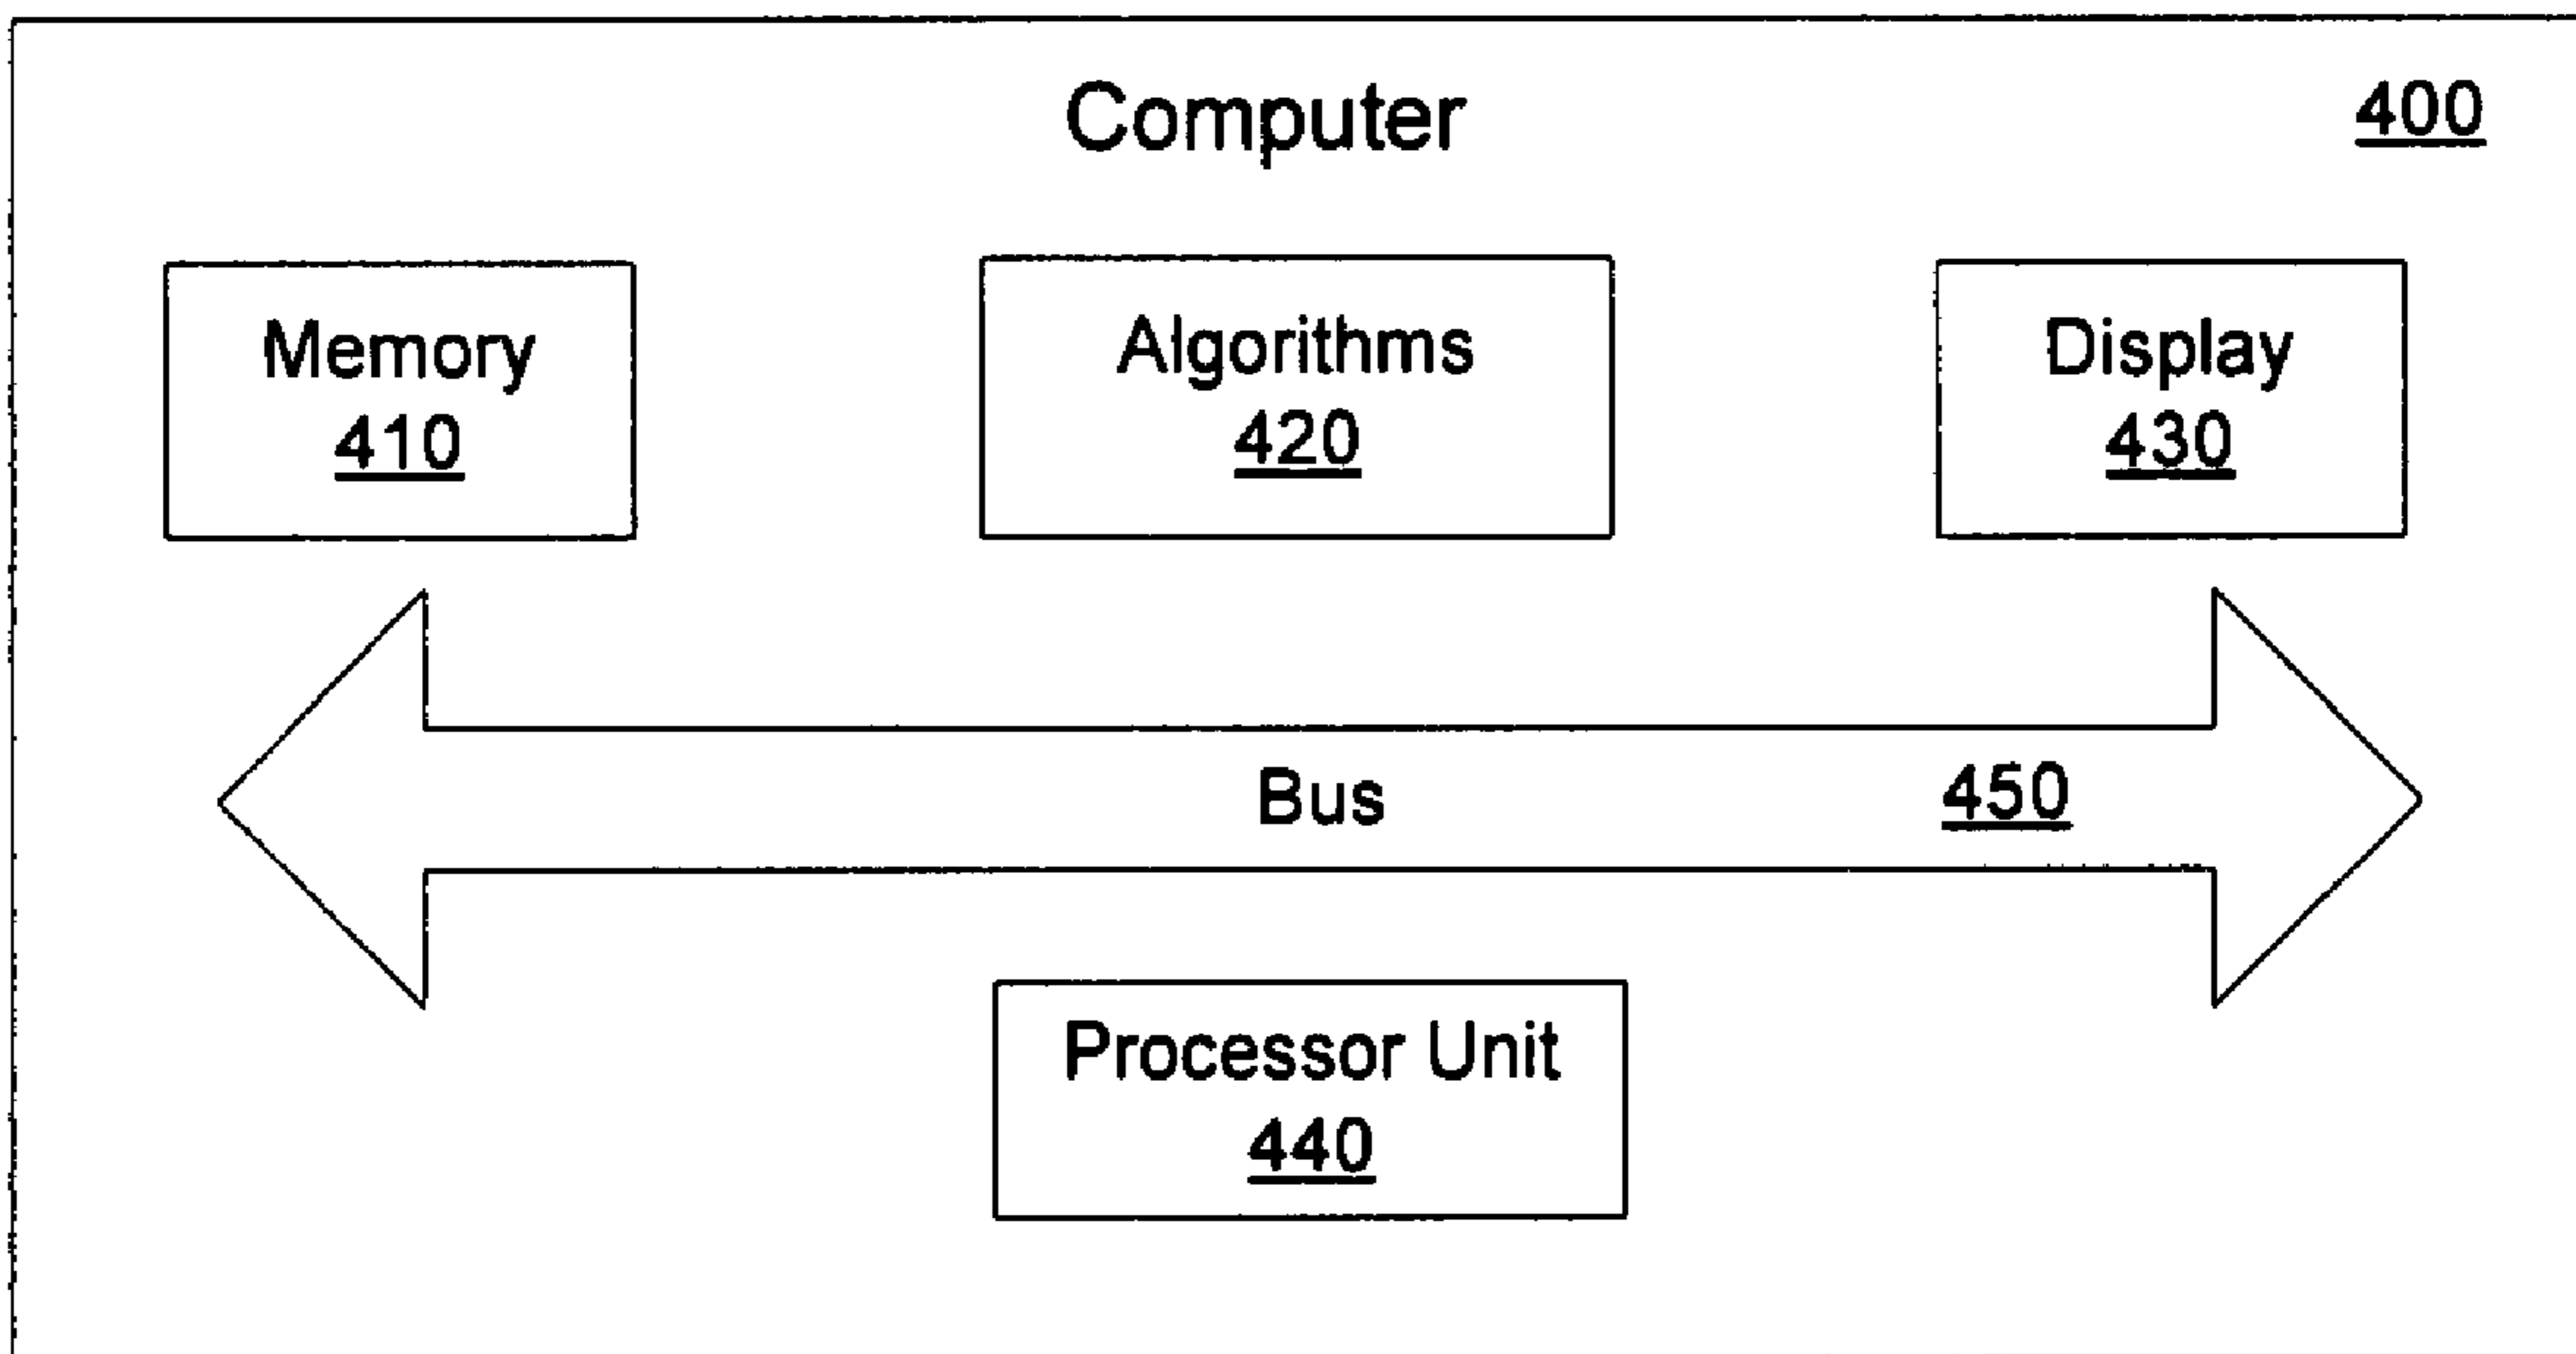 Computer 400
Memory
410
Algorithms
420
Display
430
Bus 450
Processor Unit
440